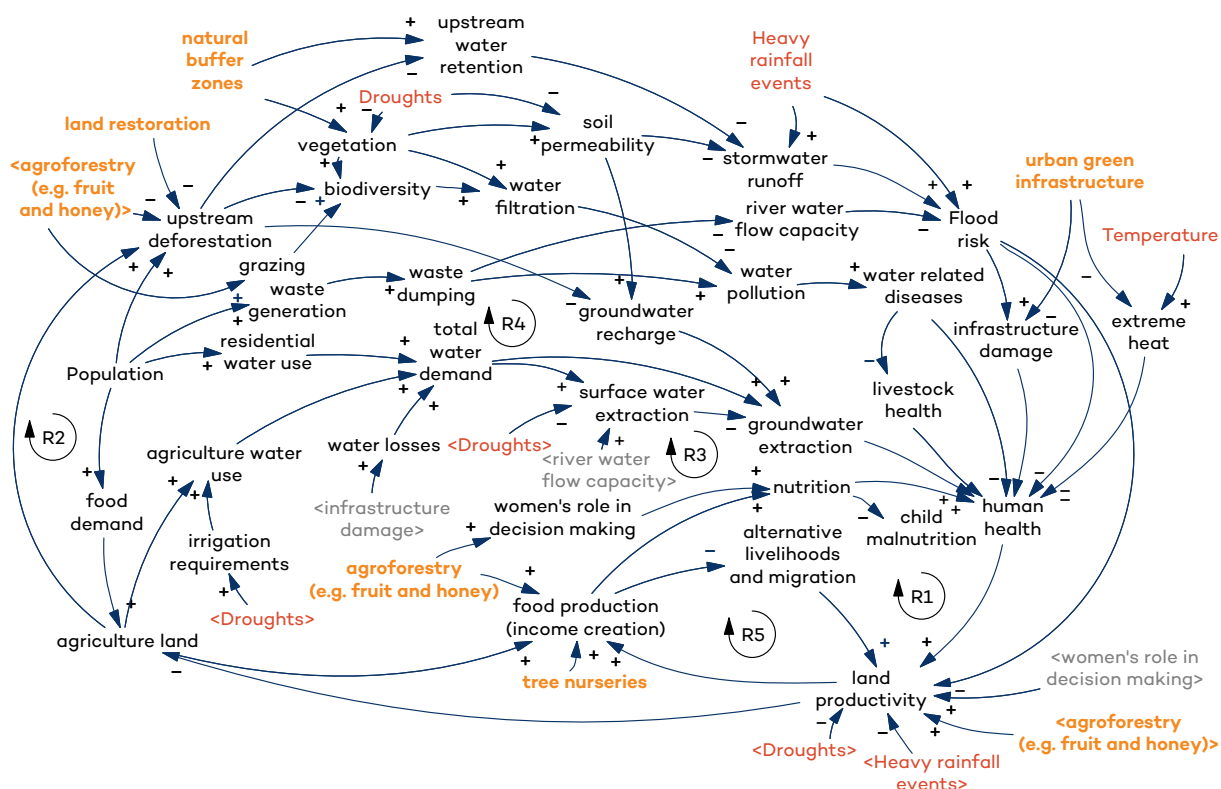 natural
buffer
zones
upstream
water
retention
Heavy
rainfall
events
Droughts
land restoration
vegetation
soil
permeability
stormwater
runoff
urban green
infrastructure
<agroforestry
(e.g. fruit
and honey)>
biodiversity
water
filtration
river water
flow capacity
Flood
risk
Temperature
upstream
deforestation
grazing
waste
generation
waste
dumping
water
pollution
water related
diseases
R4
groundwater
recharge
infrastructure
damage
extreme
heat
total
water
demand
residential
water use
Population
surface water
extraction
livestock
health
groundwater
extraction
R2
R3
agriculture water
use
water losses
<Droughts>
<river water
flow capacity>
nutrition
food
demand
<infrastructure
damage>
women's role in
decision making
child
malnutrition
human
health
irrigation
requirements
alternative
livelihoods
and migration
agroforestry
(e.g. fruit and honey)
R1
<Droughts>
food production
(income creation)
R5
agriculture land
tree nurseries
land
productivity
<women's role in
decision making>
<Droughts>
<Heavy rainfall
events>
<agroforestry
(e.g. fruit and honey)>